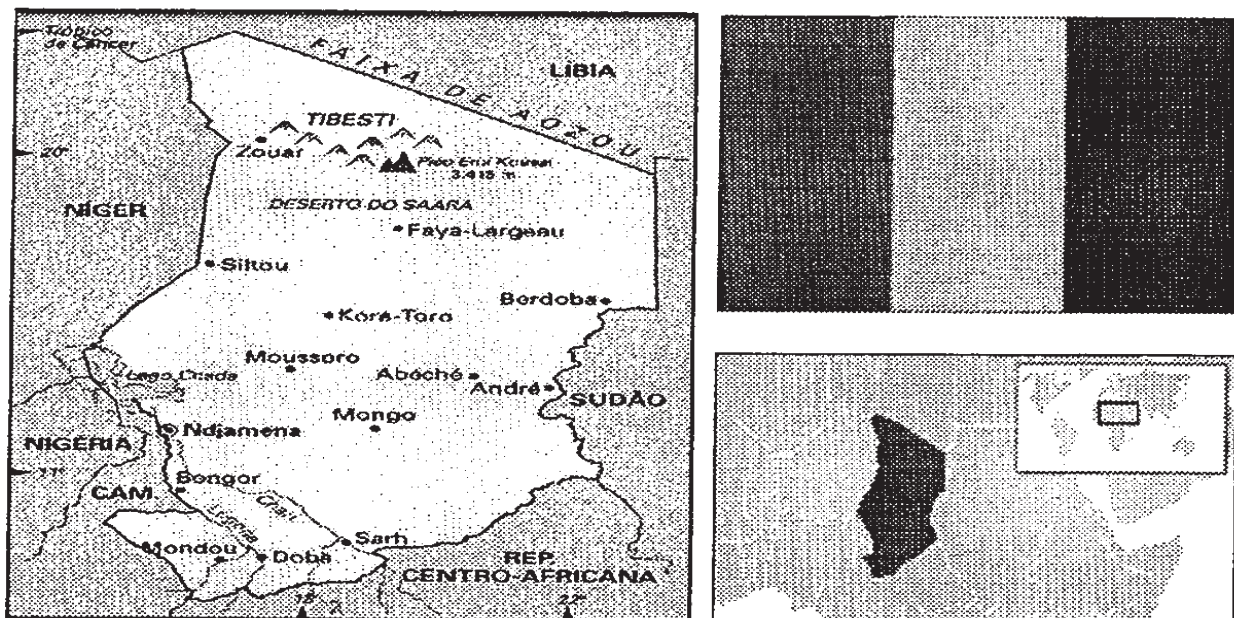 Trópico
de Câncer
FAIXA DE AOZOU
LÍBIA
TIBESTI
Zouar
Pico Emi Koussi
3.415 m
20°
NÍGER
DESERTO DO SAARA
Faya-Largeau
Siltou
Berdoba
Koro-Toro
Moussoro
Lago Chade
Abéché
André
SUDÃO
Mongo
NIGÉRIA
Ndjamena
11°
Bongor
CAM.
Chari
Logone
Sarh
Mondou
Doba
REP.
CENTRO-AFRICANA
22°